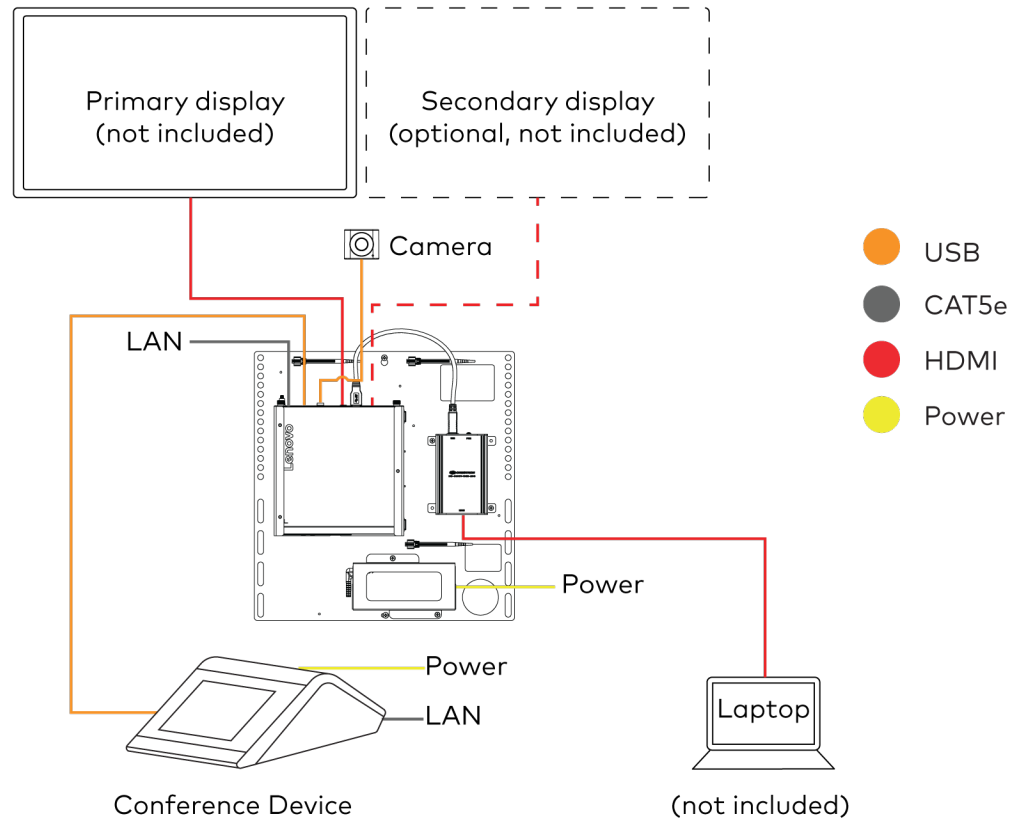 Primary display
(not included)
Secondary display
(optional, not included)
Camera
USB
CAT5e
HDMI
Power
LAN
Lenovo
Power
Power
LAN
Laptop
Conference Device
(not included)